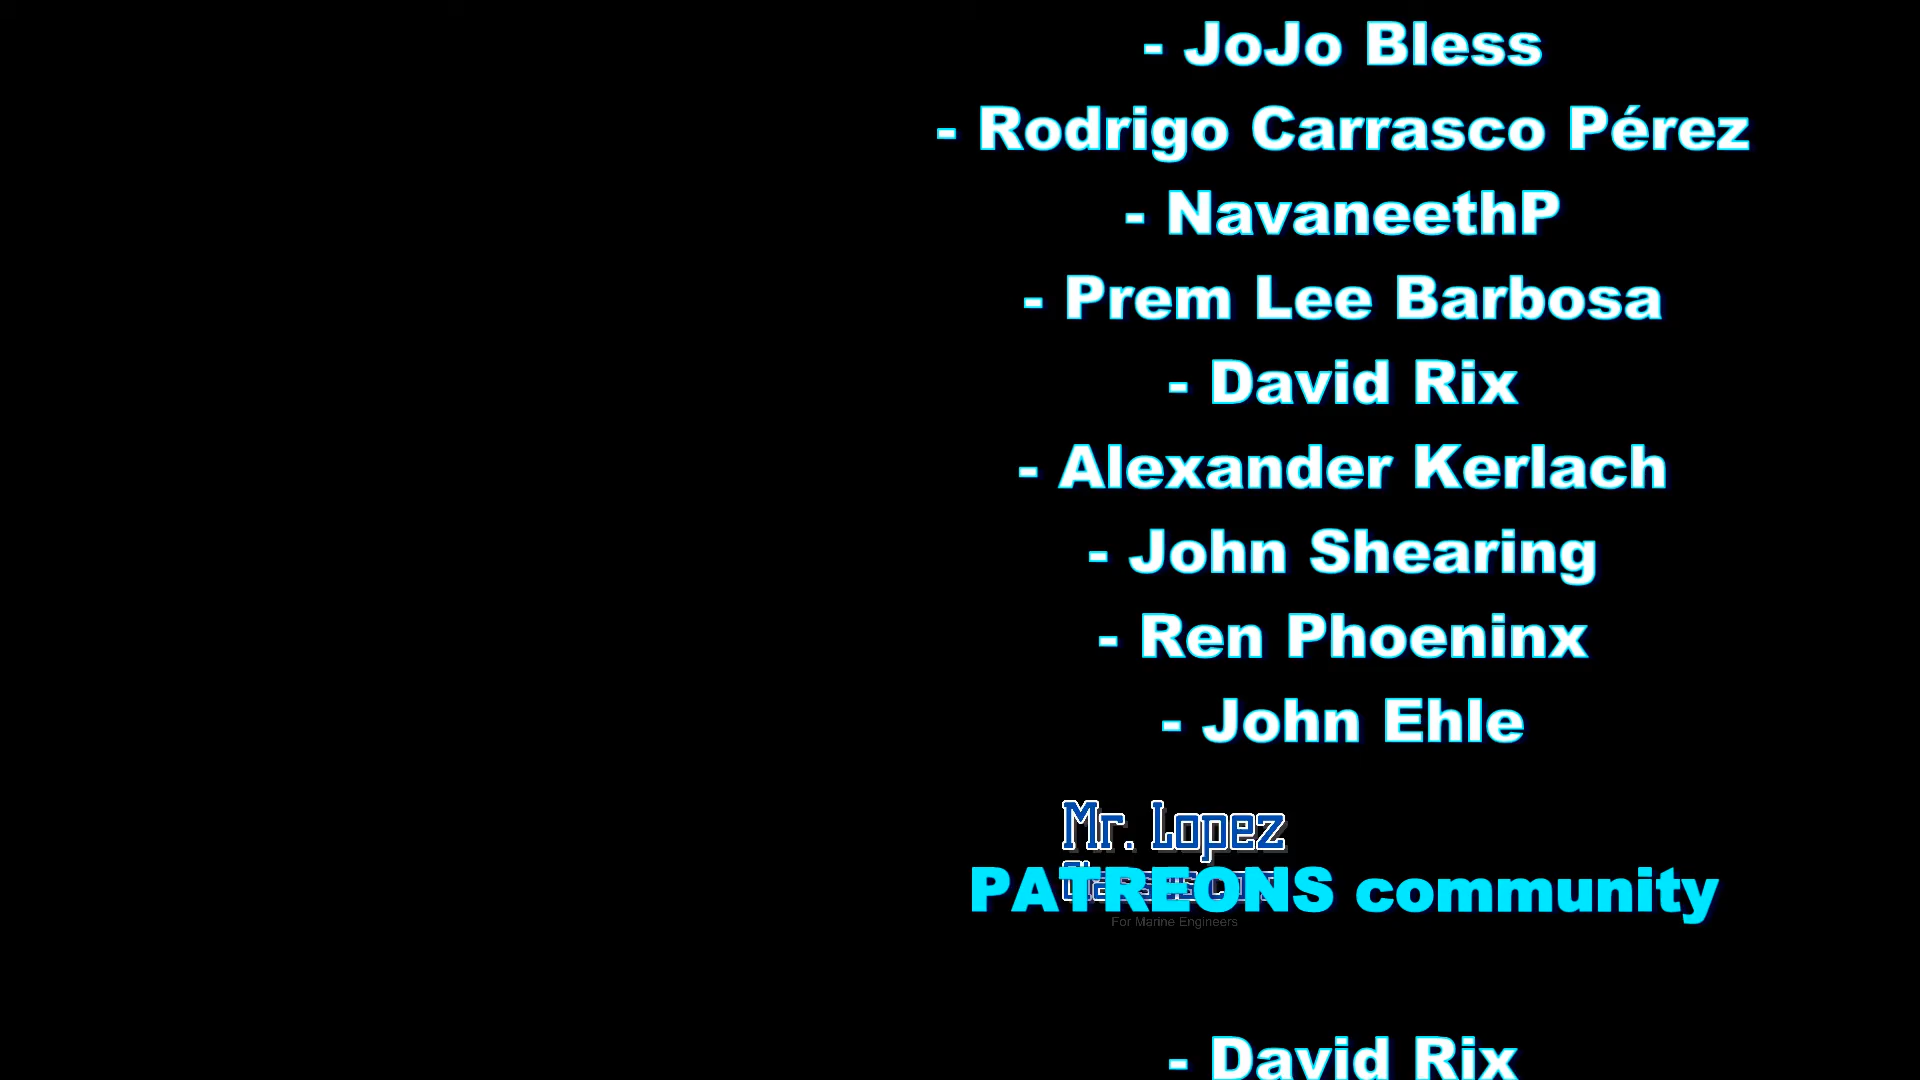 - JoJo Bless
- Rodrigo Carrasco Pérez
- NavaneethP
- Prem Lee Barbosa
- David Rix
- Alexander Kerlach
- John Shearing
- Ren Phoeninx
- John Ehle
Mr. Lopez
PATREONS community
For Marine Engineers
- David Rix